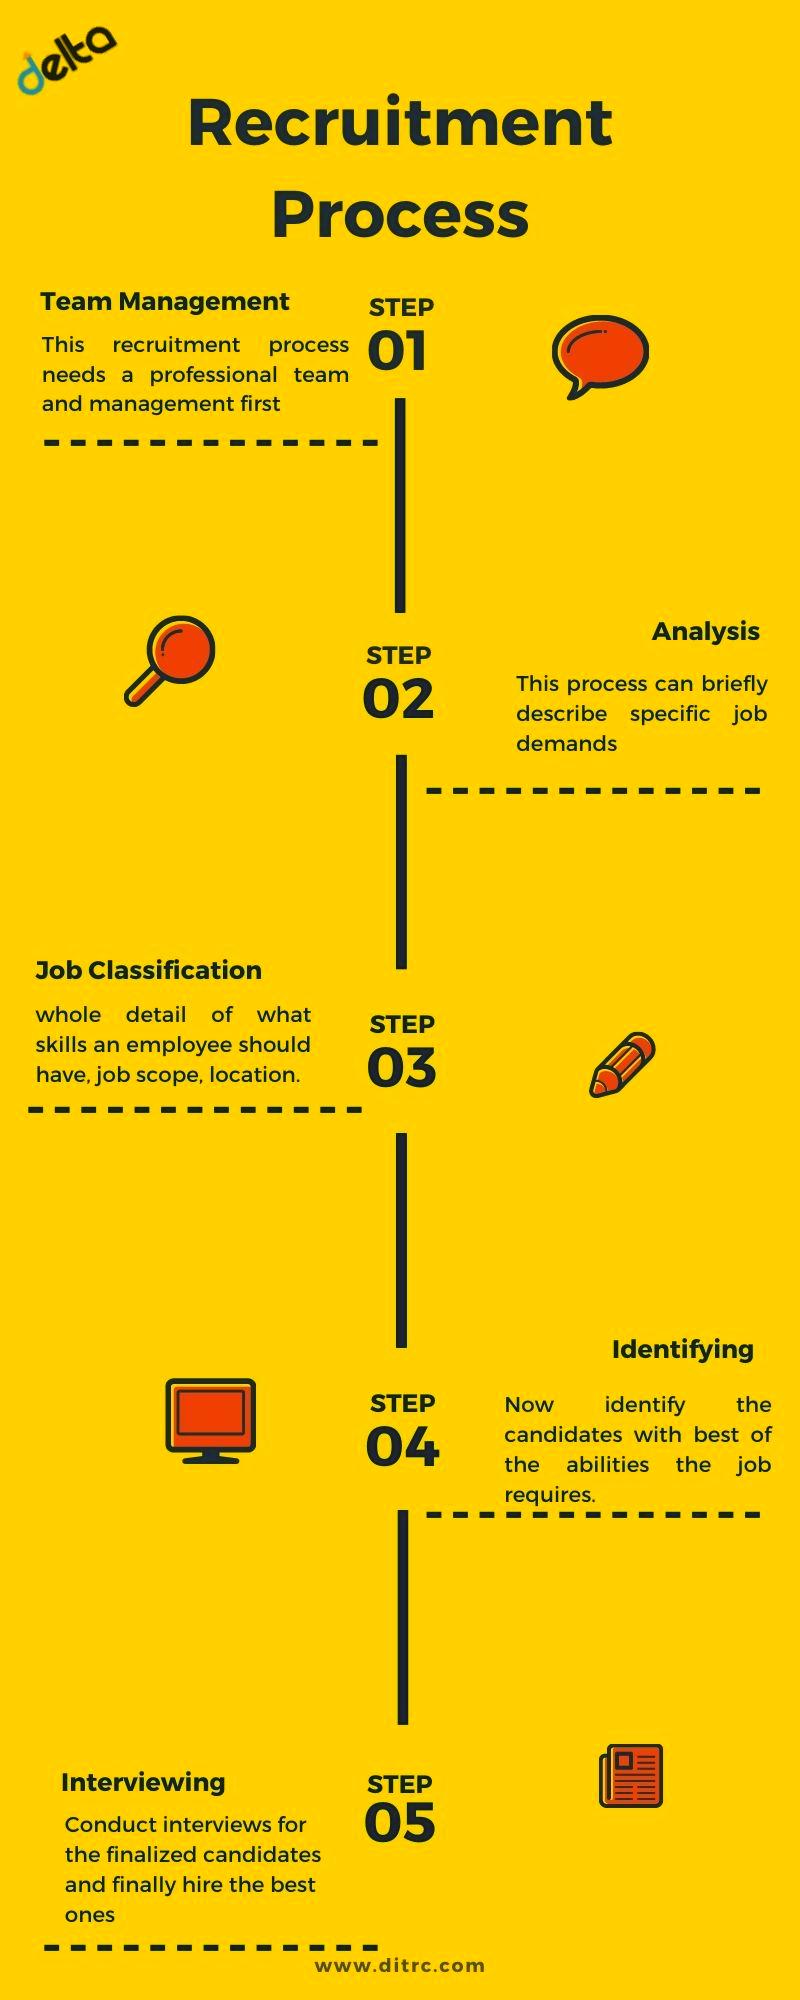 delta
Recruitment
Process
Team Management
This recruitment process
needs a professional team
and management first
STEP
01
STEP
02
Analysis
This process can briefly
describe specific job
demands
Job Classification
whole detail of what
skills an employee should
have, job scope, location.
STEP
03
STEP
04
Identifying
Now identify the
candidates with best of
the abilities the job
requires.
Interviewing
Conduct interviews for
the finalized candidates
and finally hire the best
ones
STEP
05
www.ditrc.com